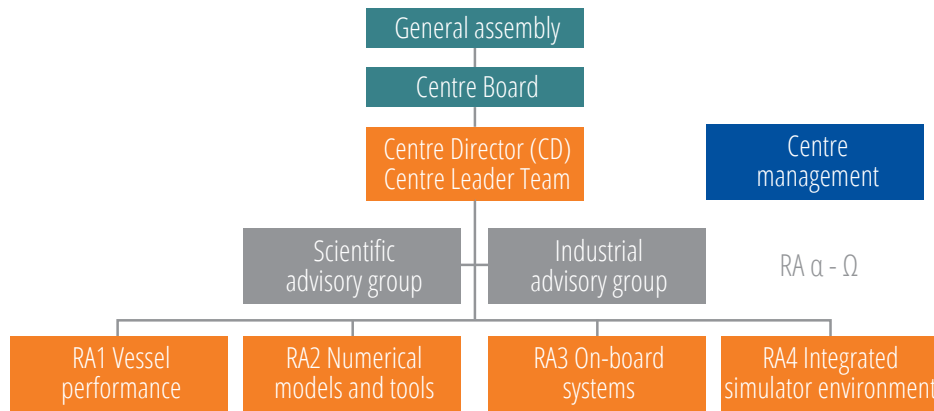 General assembly
Centre Board
Centre Director (CD)
Centre Leader Team
Centre
management
Scientific
advisory group
Industrial
advisory group
RA α - Ω
RA1 Vessel
performance
RA2 Numerical
models and tools
RA3 On-board
systems
RA4 Integrated
simulator environment